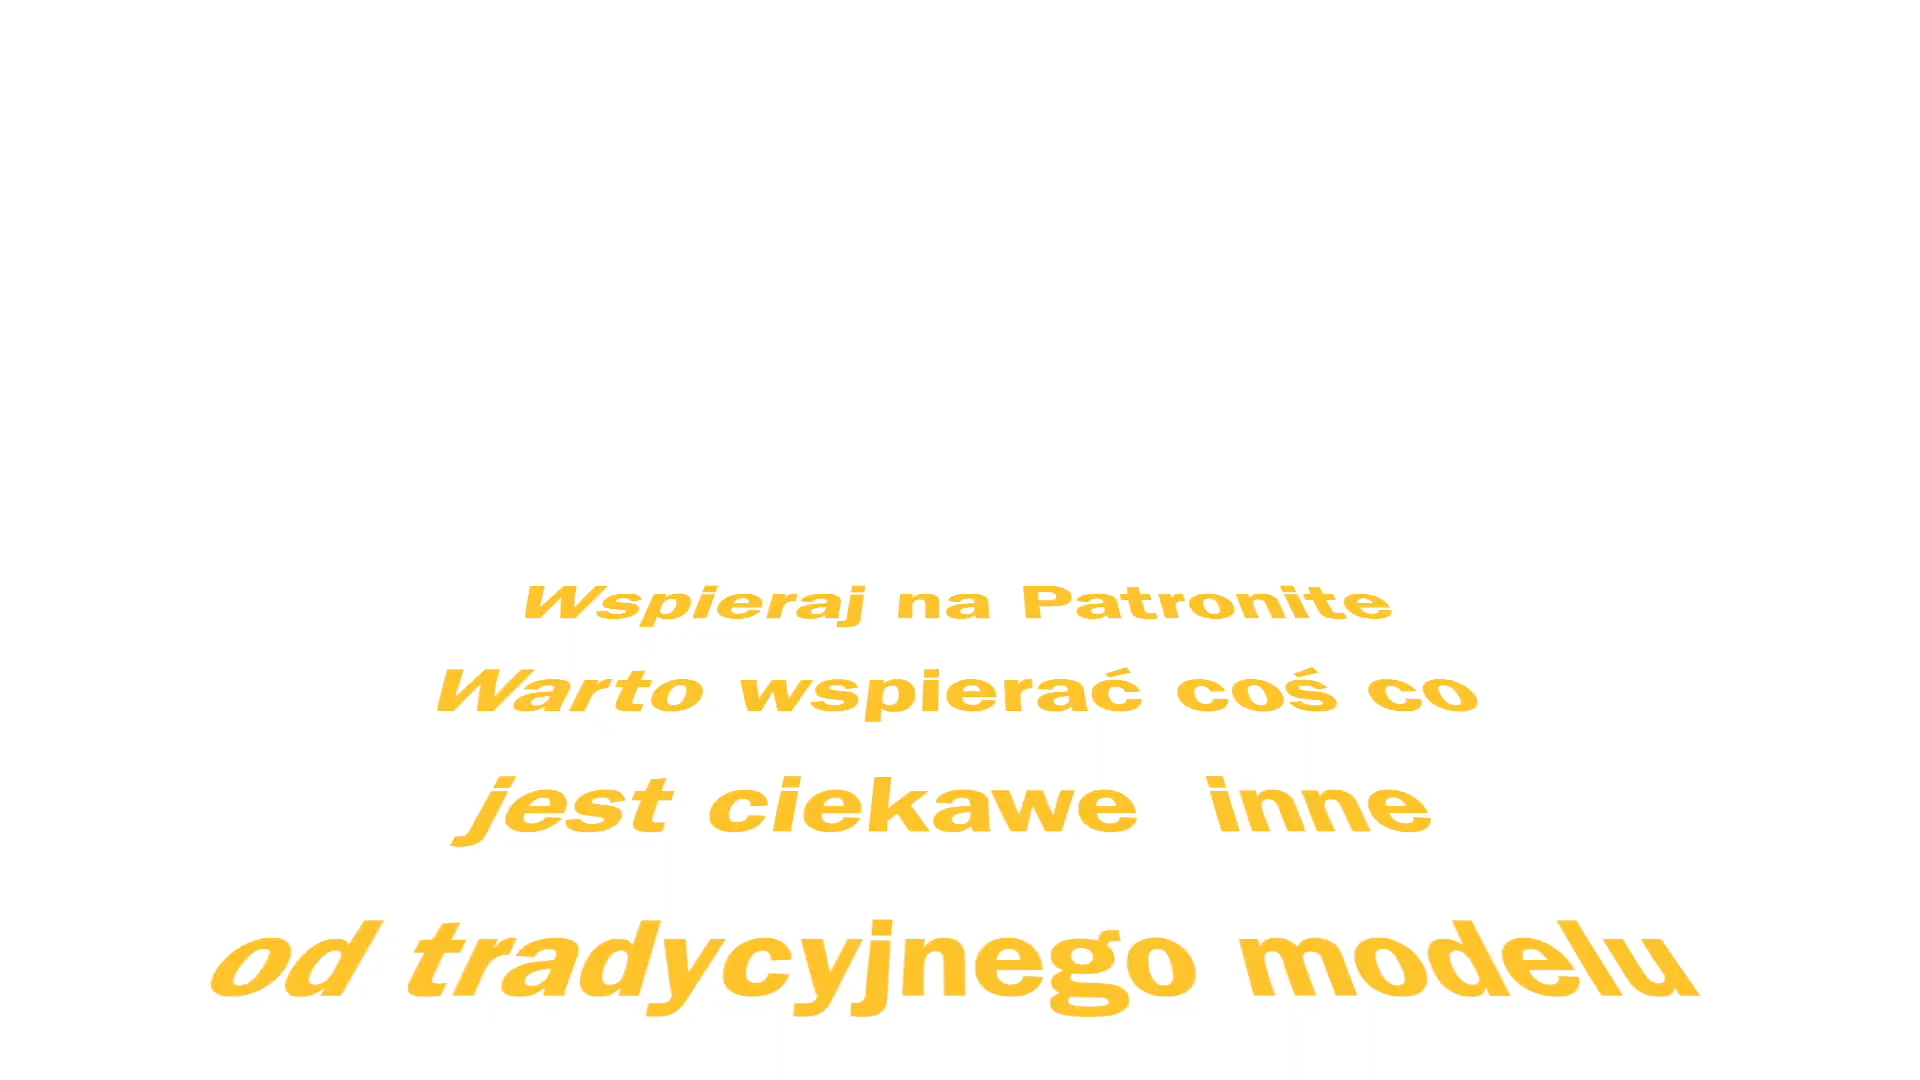 Wspieraj na Patronite
Warto wspierać coś co
jest ciekawe  inne
od tradycyjnego modelu